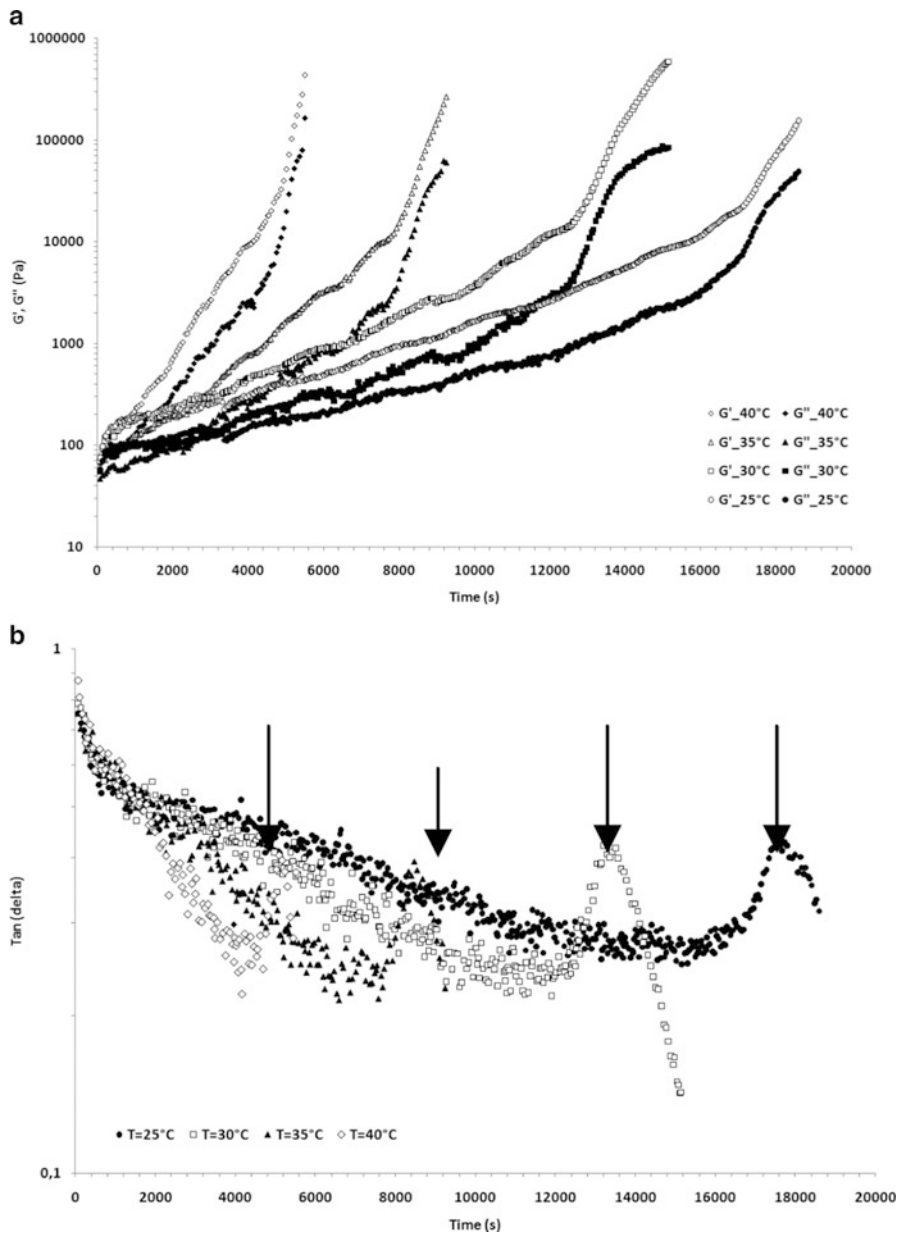 a
1000000
100000
10000
1000
100
10
G', G'' (Pa)
G'_40°C G''_40°C
G'_35°C G''_35°C
G'_30°C G''_30°C
G'_25°C G''_25°C
0 2000 4000 6000 8000 10000 12000 14000 16000 18000 20000
Time (s)
b
1
0,1
Tan (delta)
T=25°C T=30°C T=35°C T=40°C
0 2000 4000 6000 8000 10000 12000 14000 16000 18000 20000
Time (s)